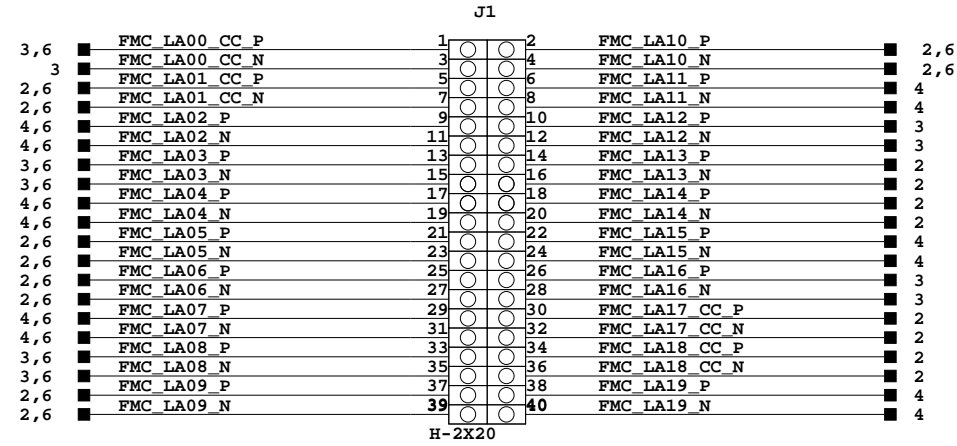 J1
3,6 FMC_LA00_CC_P 1 2 FMC_LA10_P 2,6
3 FMC_LA00_CC_N 3 4 FMC_LA10_N 2,6
2,6 FMC_LA01_CC_P 5 6 FMC_LA11_P 4
2,6 FMC_LA01_CC_N 7 8 FMC_LA11_N 4
4,6 FMC_LA02_P 9 10 FMC_LA12_P 3
4,6 FMC_LA02_N 11 12 FMC_LA12_N 3
3,6 FMC_LA03_P 13 14 FMC_LA13_P 2
3,6 FMC_LA03_N 15 16 FMC_LA13_N 2
4,6 FMC_LA04_P 17 18 FMC_LA14_P 2
4,6 FMC_LA04_N 19 20 FMC_LA14_N 2
2,6 FMC_LA05_P 21 22 FMC_LA15_P 4
2,6 FMC_LA05_N 23 24 FMC_LA15_N 4
2,6 FMC_LA06_P 25 26 FMC_LA16_P 3
2,6 FMC_LA06_N 27 28 FMC_LA16_N 3
4,6 FMC_LA07_P 29 30 FMC_LA17_CC_P 2
4,6 FMC_LA07_N 31 32 FMC_LA17_CC_N 2
3,6 FMC_LA08_P 33 34 FMC_LA18_CC_P 2
3,6 FMC_LA08_N 35 36 FMC_LA18_CC_N 2
2,6 FMC_LA09_P 37 38 FMC_LA19_P 4
2,6 FMC_LA09_N 39 40 FMC_LA19_N 4
H-2X20